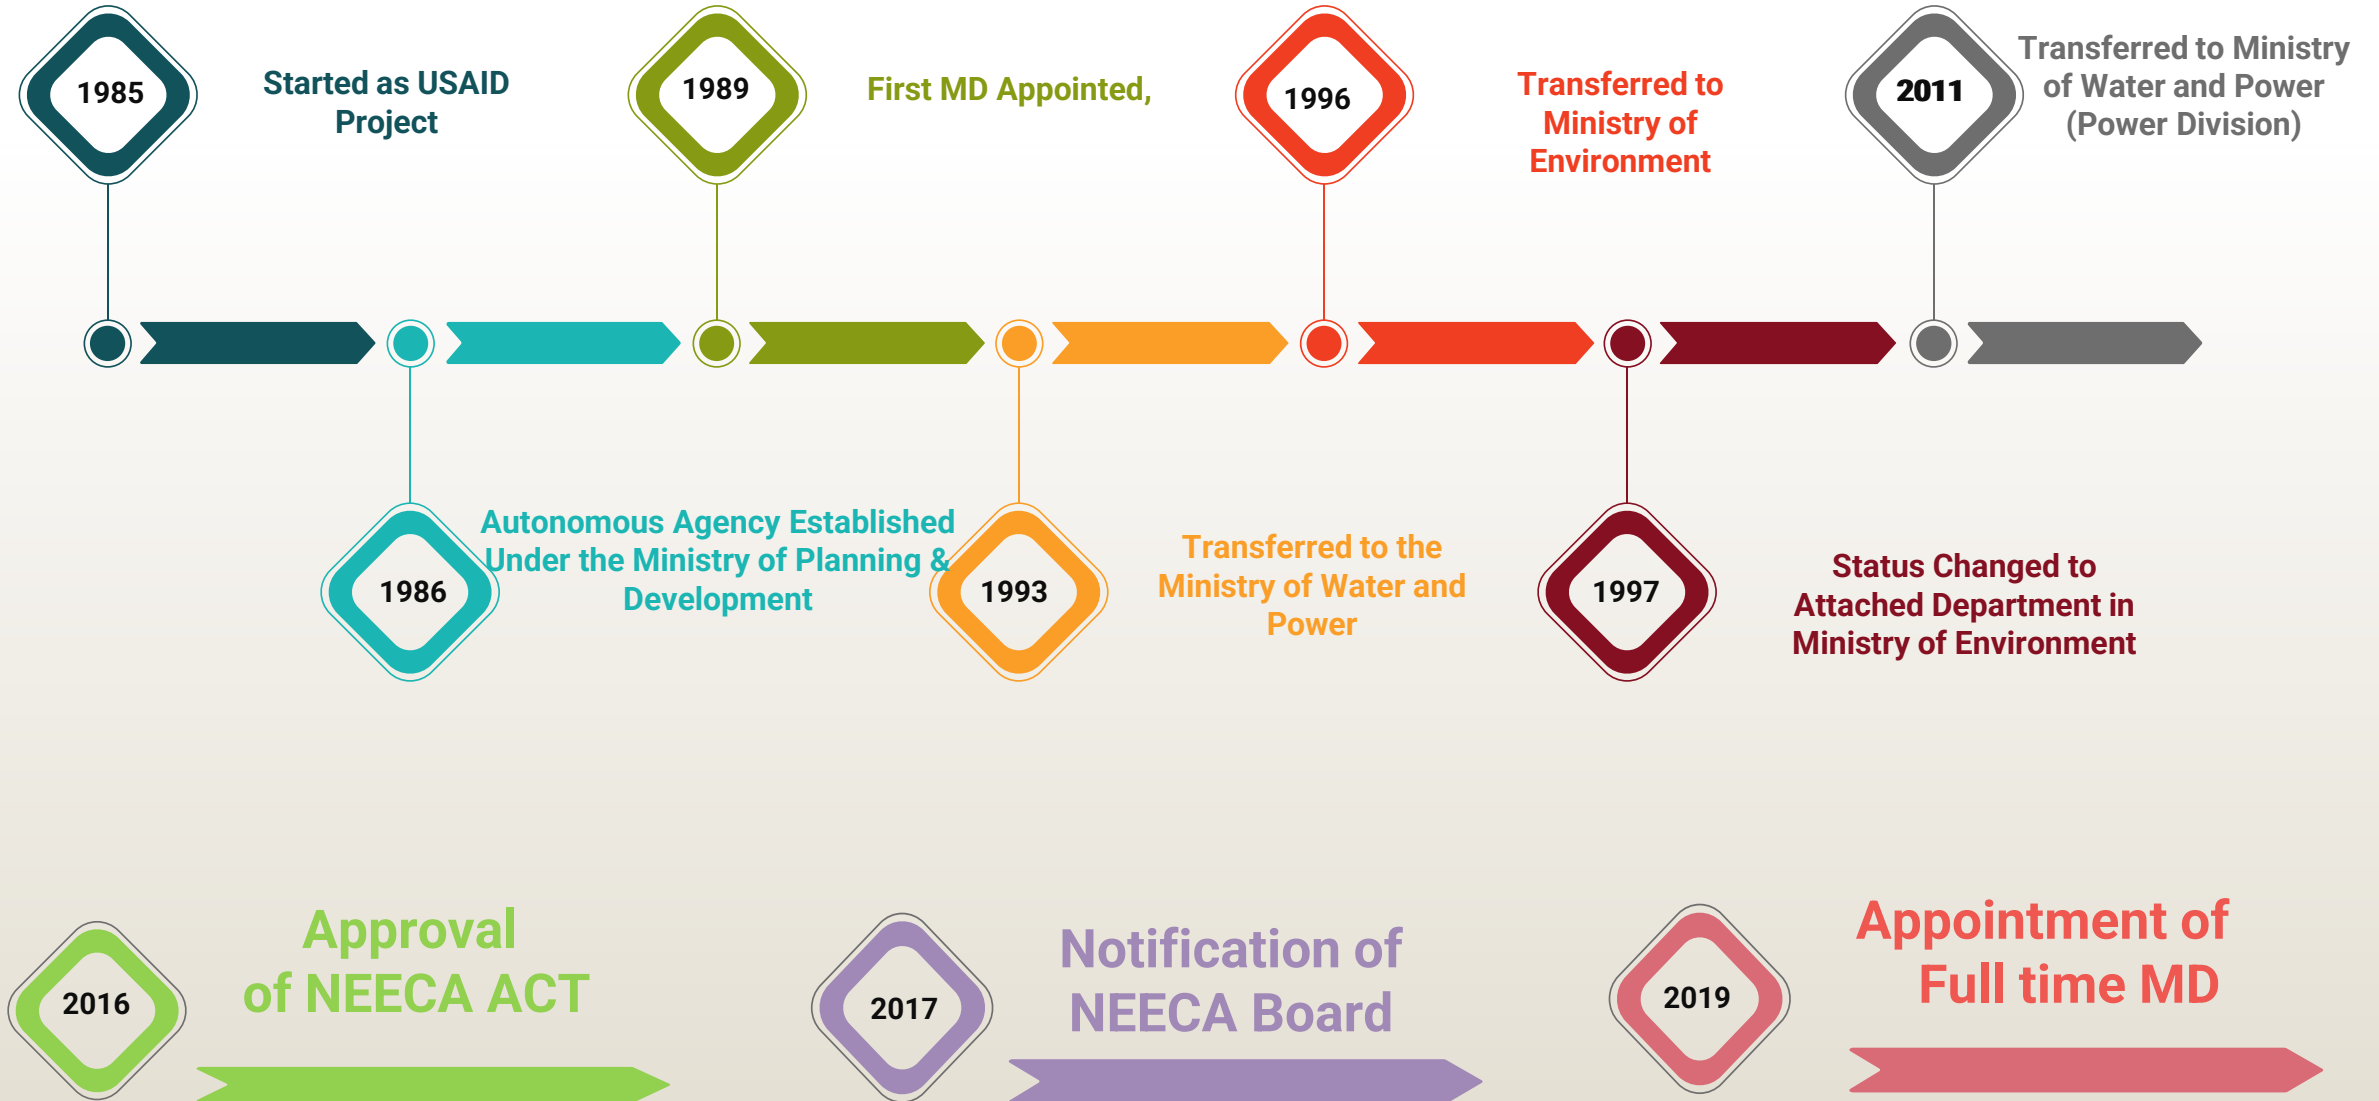 1985
Started as USAID
Project
1989
First MD Appointed,
1996
Transferred to
Ministry of
Environment
2011
Transferred to Ministry
of Water and Power
(Power Division)
1986
Autonomous Agency Established
Under the Ministry of Planning &
Development
1993
Transferred to the
Ministry of Water and
Power
1997
Status Changed to
Attached Department in
Ministry of Environment
2016
Approval
of NEECA ACT
2017
Notification of
NEECA Board
2019
Appointment of
Full time MD